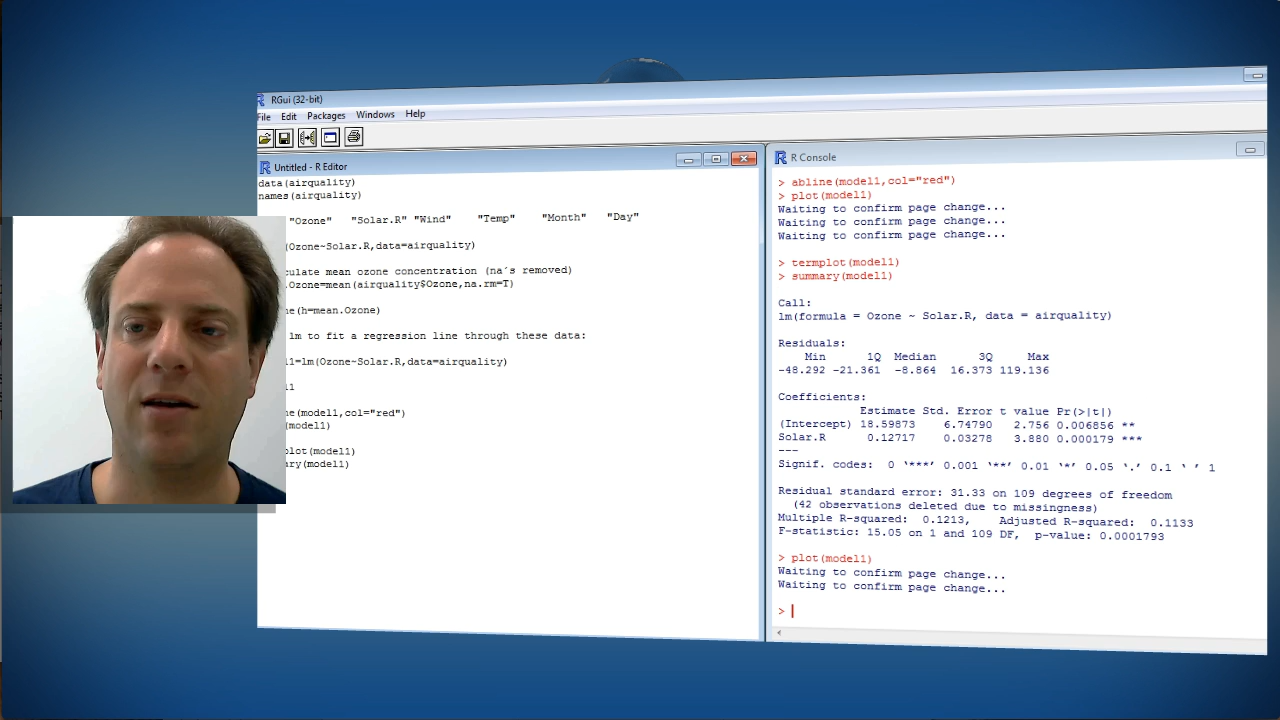 RGui (32-bit)
File Edit Packages Windows Help
Untitled - R Editor
data(airquality)
names(airquality)
"Ozone" "Solar.R" "Wind" "Temp" "Month" "Day"
(Ozone~Solar.R,data=airquality)
culate mean ozone concentration (na´s removed)
.Ozone=mean(airquality$Ozone,na.rm=T)
ne(h=mean.Ozone)
lm to fit a regression line through these data:
l1=lm(Ozone~Solar.R,data=airquality)
l1
ne(model1,col="red")
(model1)
plot(model1)
ary(model1)
R Console
> abline(model1,col="red")
> plot(model1)
Waiting to confirm page change...
Waiting to confirm page change...
Waiting to confirm page change...
> termplot(model1)
> summary(model1)
Call:
lm(formula = Ozone ~ Solar.R, data = airquality)
Residuals:
Min 1Q Median 3Q Max
-48.292 -21.361 -8.864 16.373 119.136
Coefficients:
Estimate Std. Error t value Pr(>|t|)
(Intercept) 18.59873 6.74790 2.756 0.006856 **
Solar.R 0.12717 0.03278 3.880 0.000179 ***
---
Signif. codes: 0 ‘***’ 0.001 ‘**’ 0.01 ‘*’ 0.05 ‘.’ 0.1 ‘ ’ 1
Residual standard error: 31.33 on 109 degrees of freedom
(42 observations deleted due to missingness)
Multiple R-squared: 0.1213, Adjusted R-squared: 0.1133
F-statistic: 15.05 on 1 and 109 DF, p-value: 0.0001793
> plot(model1)
Waiting to confirm page change...
Waiting to confirm page change...
>